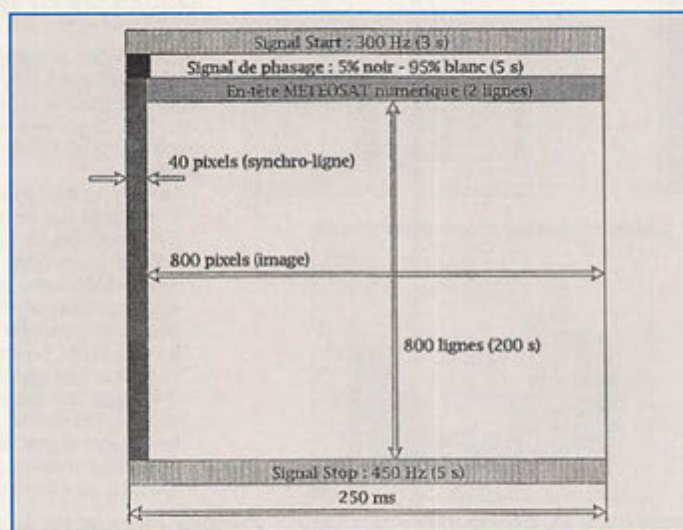 Signal Start : 300 Hz (3 s)
Signal de phasage : 5% noir - 95% blanc (5 s)
En-tête METEOSAT numérique (2 lignes)
40 pixels (synchro-ligne)
800 pixels (image)
800 lignes (200 s)
Signal Stop : 450 Hz (5 s)
250 ms